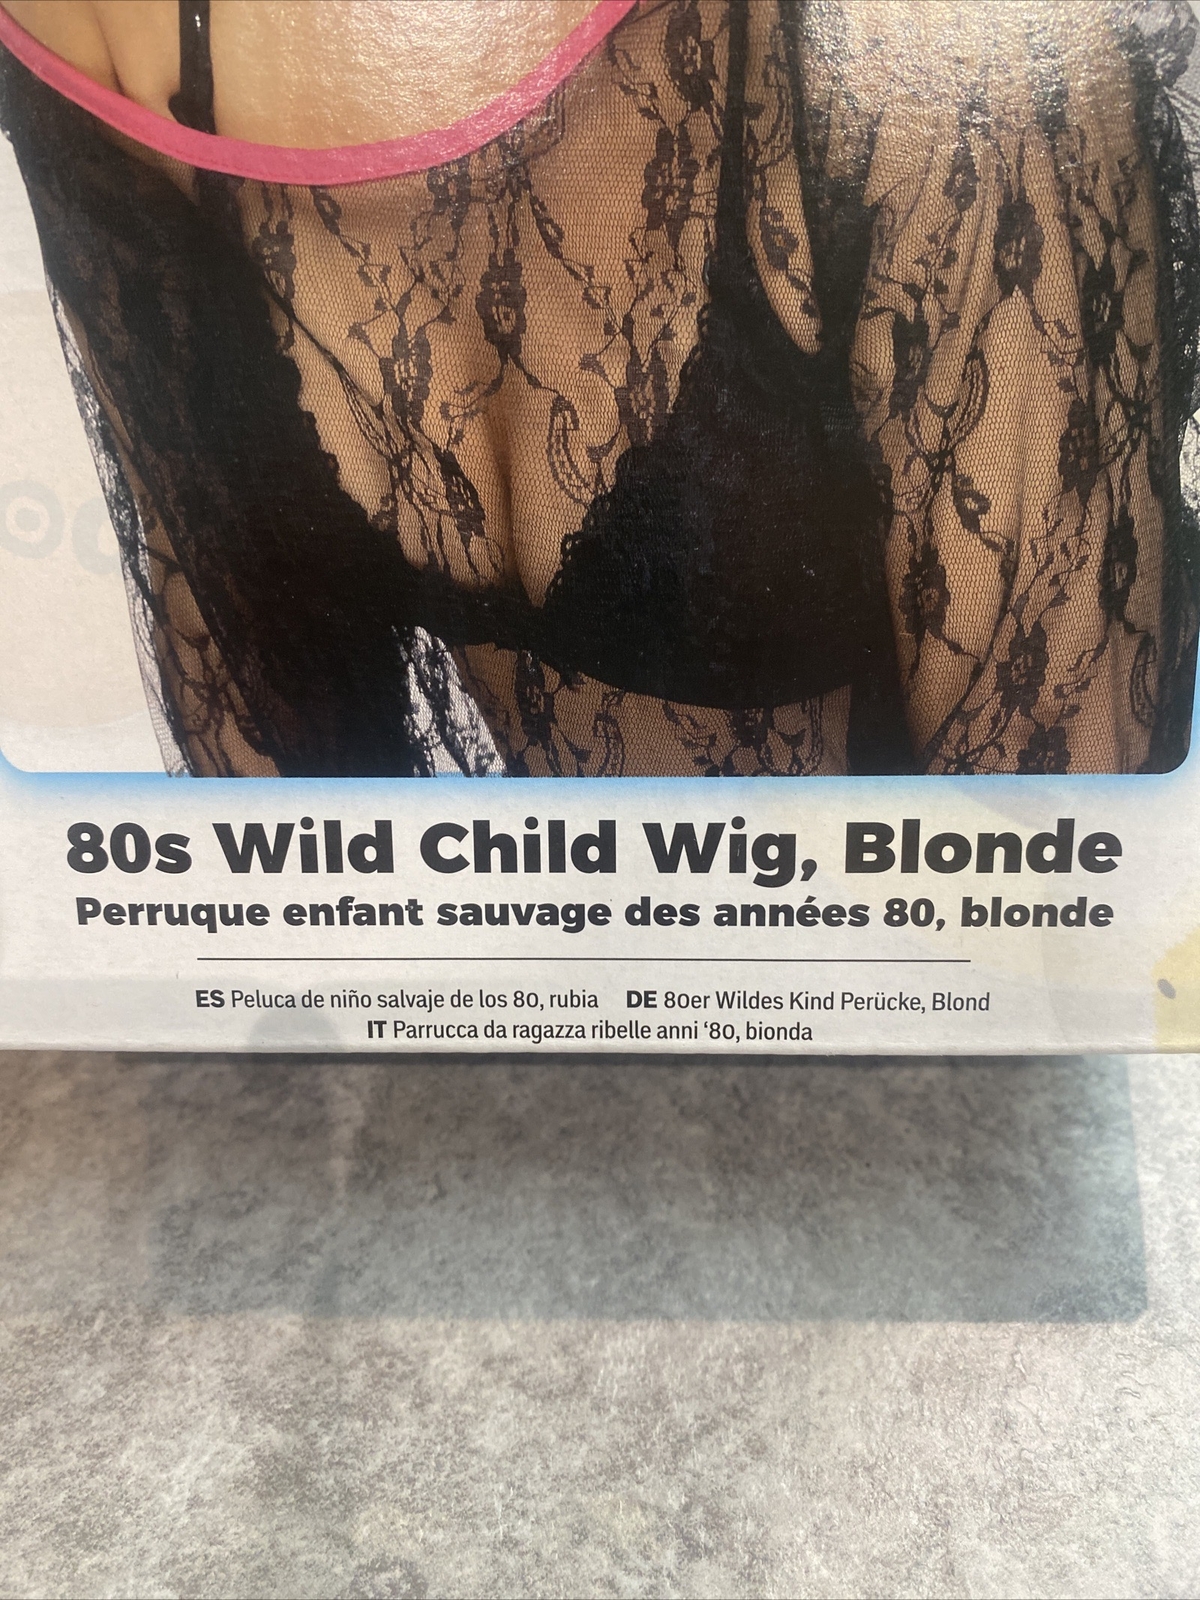 80s Wild Child Wig, Blonde
Perruque enfant sauvage des années 80, blonde
ES Peluca de niño salvaje de los 80, rubia DE 80er Wildes Kind Perücke, Blond
IT Parrucca da ragazza ribelle anni ‘80, bionda